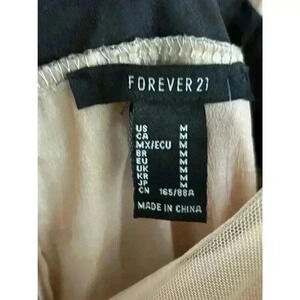 FOREVER 21
US M
CA M
MX/ECU M
BR M
EU M
UK M
KR M
JP M
CN 165/88A
MADE IN CHINA